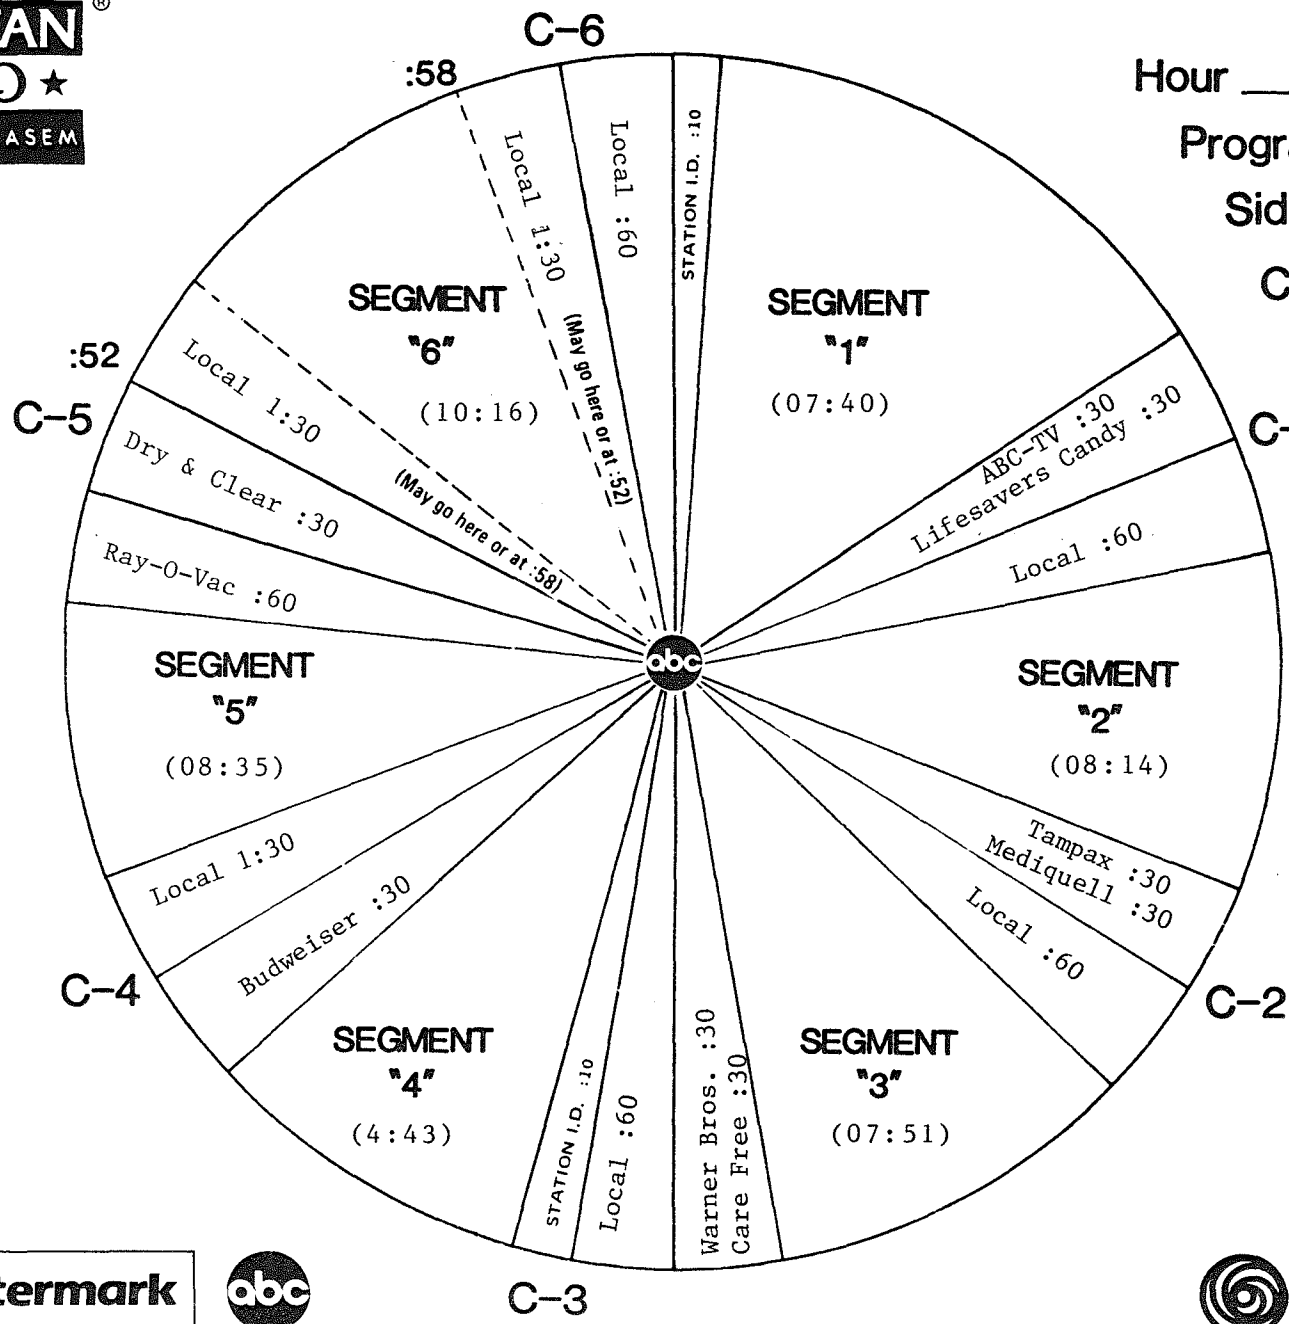 ®
C-6
:58
Hour
STATION I.D. :10
Local :60
Local 1:30
(May go here or at :52)
SEGMENT
"1"
(07:40)
ABC-TV :30
Lifesavers Candy :30
Local :60
SEGMENT
"2"
(08:14)
Tampax :30
Mediquell :30
Local :60
C-2
SEGMENT
"3"
(07:51)
Warner Bros. :30
Care Free :30
Local :60
STATION I.D. :10
C-3
SEGMENT
"4"
(4:43)
Budweiser :30
Local 1:30
C-4
SEGMENT
"5"
(08:35)
Ray-O-Vac :60
Dry & Clear :30
C-5
:52
Local 1:30
(May go here or at :58)
SEGMENT
"6"
(10:16)
abc
termark
abc